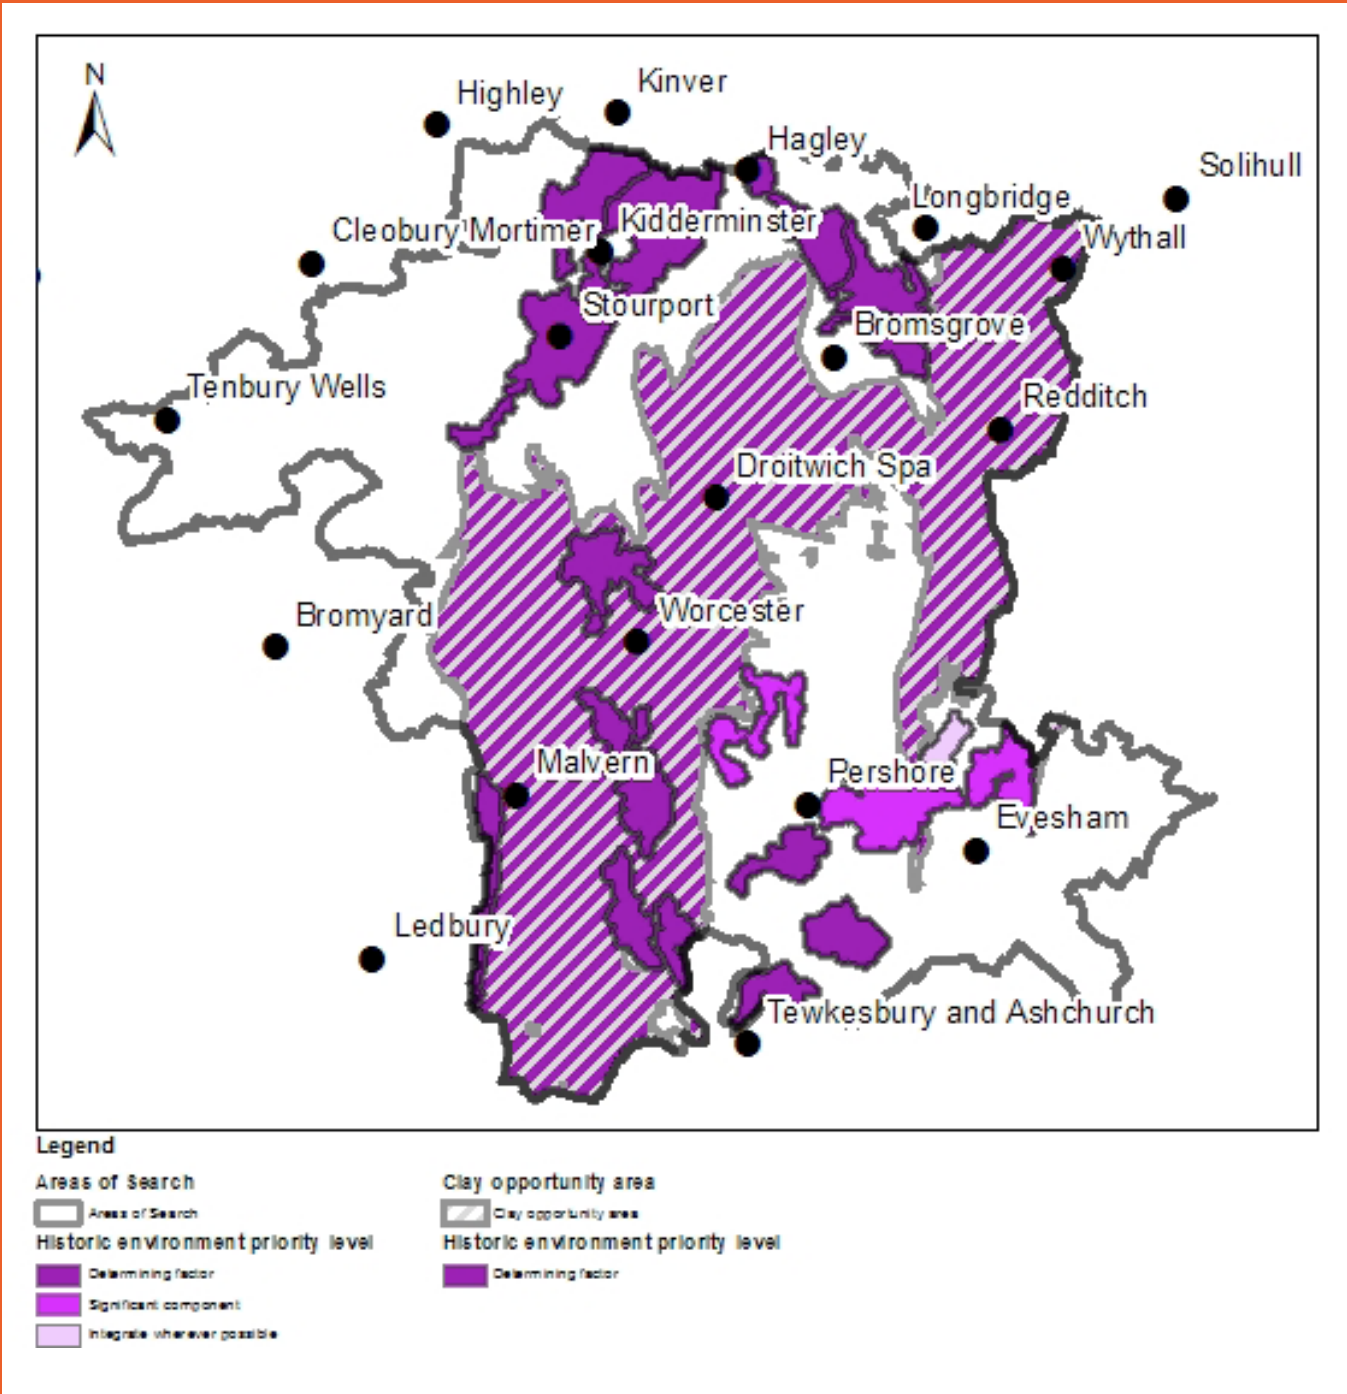 N
Highley
Kinver
Hagley
Solihull
Longbridge
Cleobury Mortimer
Kidderminster
Wythall
Stourport
Bromsgrove
Tenbury Wells
Redditch
Droitwich Spa
Bromyard
Worcester
Malvern
Pershore
Evesham
Ledbury
Tewkesbury and Ashchurch
Legend
Areas of Search
Areas of Search
Historic environment priority level
Determining factor
Significant component
Integrate wherever possible
Clay opportunity area
Clay opportunity area
Historic environment priority level
Determining factor